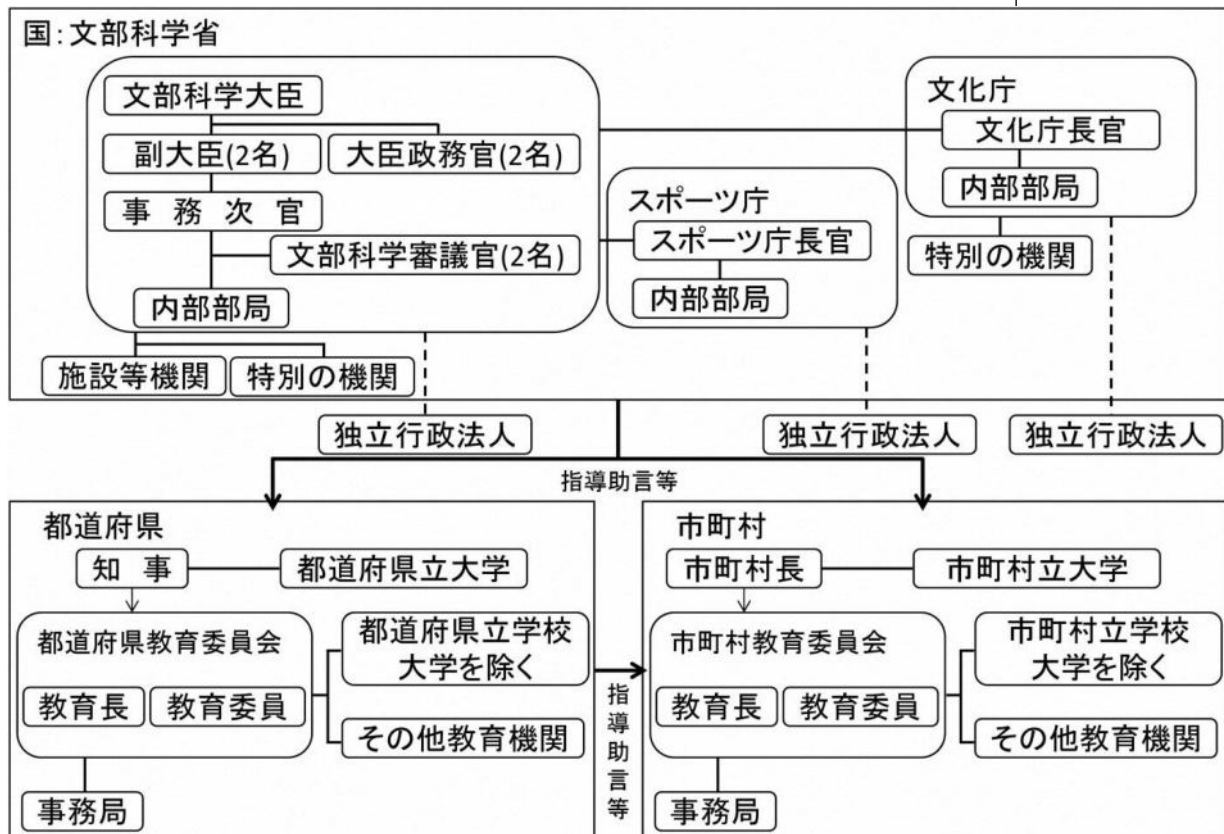 国：文部科学省
文部科学大臣
副大臣(2名)
大臣政務官(2名)
事務次官
文部科学審議官(2名)
内部部局
施設等機関
特別の機関
スポーツ庁
スポーツ庁長官
内部部局
文化庁
文化庁長官
内部部局
特別の機関
独立行政法人
独立行政法人
独立行政法人
指導助言等
都道府県
知事
都道府県立大学
都道府県教育委員会
教育長
教育委員
都道府県立学校
大学を除く
その他教育機関
事務局
指導助言等
市町村
市町村長
市町村立大学
市町村教育委員会
教育長
教育委員
市町村立学校
大学を除く
その他教育機関
事務局